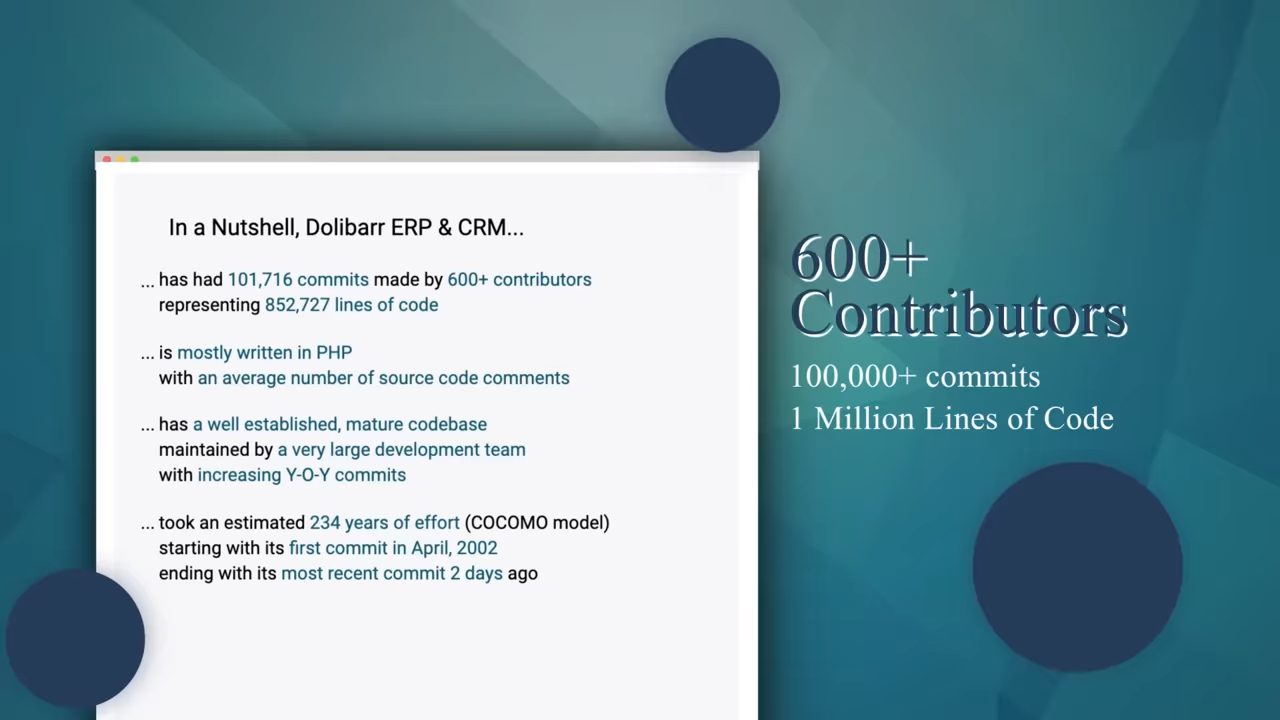 In a Nutshell, Dolibarr ERP & CRM...
... has had 101,716 commits made by 600+ contributors
representing 852,727 lines of code
... is mostly written in PHP
with an average number of source code comments
... has a well established, mature codebase
maintained by a very large development team
with increasing Y-O-Y commits
... took an estimated 234 years of effort (COCOMO model)
starting with its first commit in April, 2002
ending with its most recent commit 2 days ago
600+
Contributors
100,000+ commits
1 Million Lines of Code